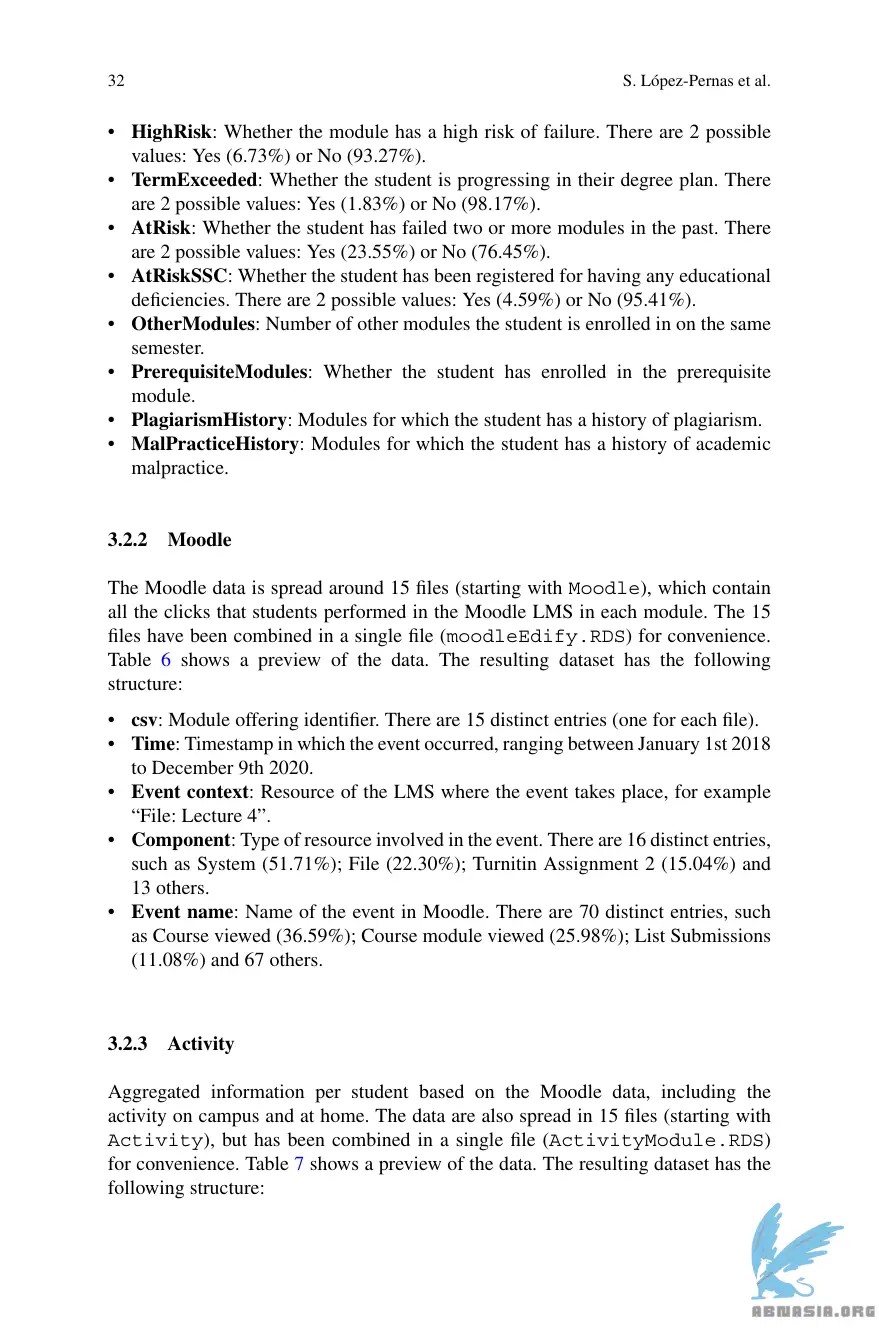 32
S. López-Pernas et al.
• HighRisk: Whether the module has a high risk of failure. There are 2 possible
values: Yes (6.73%) or No (93.27%).
• TermExceeded: Whether the student is progressing in their degree plan. There
are 2 possible values: Yes (1.83%) or No (98.17%).
• AtRisk: Whether the student has failed two or more modules in the past. There
are 2 possible values: Yes (23.55%) or No (76.45%).
• AtRiskSSC: Whether the student has been registered for having any educational
deficiencies. There are 2 possible values: Yes (4.59%) or No (95.41%).
• OtherModules: Number of other modules the student is enrolled in on the same
semester.
• PrerequisiteModules: Whether the student has enrolled in the prerequisite
module.
• PlagiarismHistory: Modules for which the student has a history of plagiarism.
• MalPracticeHistory: Modules for which the student has a history of academic
malpractice.
3.2.2 Moodle
The Moodle data is spread around 15 files (starting with Moodle), which contain
all the clicks that students performed in the Moodle LMS in each module. The 15
files have been combined in a single file (moodleEdify.RDS) for convenience.
Table 6 shows a preview of the data. The resulting dataset has the following
structure:
• csv: Module offering identifier. There are 15 distinct entries (one for each file).
• Time: Timestamp in which the event occurred, ranging between January 1st 2018
to December 9th 2020.
• Event context: Resource of the LMS where the event takes place, for example
“File: Lecture 4”.
• Component: Type of resource involved in the event. There are 16 distinct entries,
such as System (51.71%); File (22.30%); Turnitin Assignment 2 (15.04%) and
13 others.
• Event name: Name of the event in Moodle. There are 70 distinct entries, such
as Course viewed (36.59%); Course module viewed (25.98%); List Submissions
(11.08%) and 67 others.
3.2.3 Activity
Aggregated information per student based on the Moodle data, including the
activity on campus and at home. The data are also spread in 15 files (starting with
Activity), but has been combined in a single file (ActivityModule.RDS)
for convenience. Table 7 shows a preview of the data. The resulting dataset has the
following structure:
ABNASIA.ORG